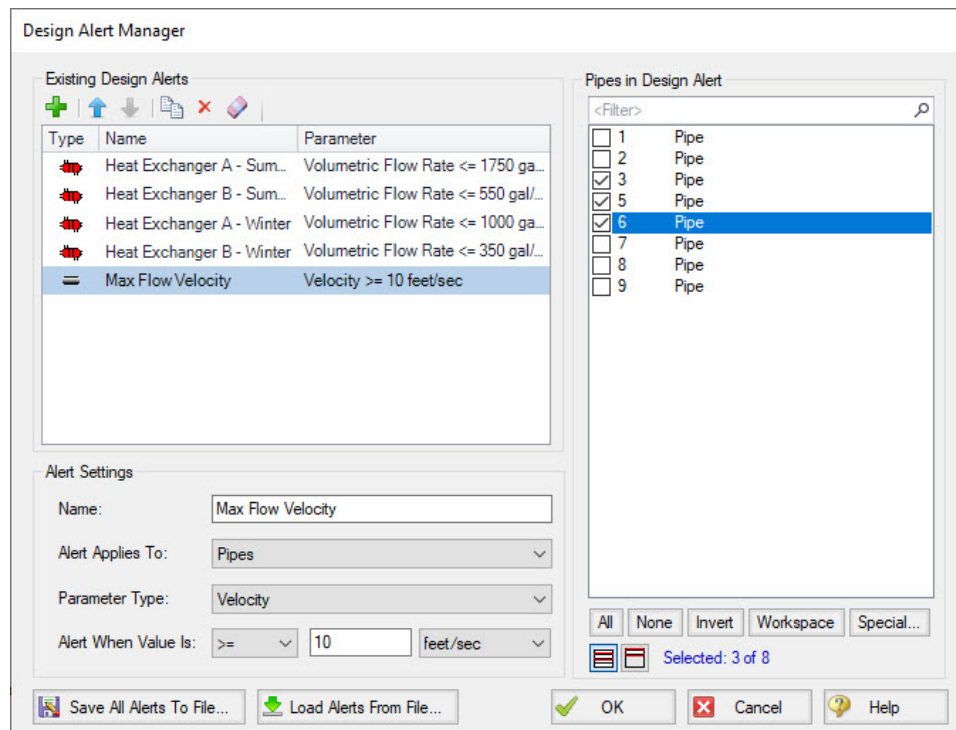 Design Alert Manager
Existing Design Alerts
Type Name Parameter
Heat Exchanger A - Sum... Volumetric Flow Rate <= 1750 ga...
Heat Exchanger B - Sum... Volumetric Flow Rate <= 550 gal/...
Heat Exchanger A - Winter Volumetric Flow Rate <= 1000 ga...
Heat Exchanger B - Winter Volumetric Flow Rate <= 350 gal/...
Max Flow Velocity Velocity >= 10 feet/sec
Alert Settings
Name: Max Flow Velocity
Alert Applies To: Pipes
Parameter Type: Velocity
Alert When Value Is: >= 10 feet/sec
Pipes in Design Alert
<Filter>
1 Pipe
2 Pipe
3 Pipe
5 Pipe
6 Pipe
7 Pipe
8 Pipe
9 Pipe
All None Invert Workspace Special...
Selected: 3 of 8
Save All Alerts To File... Load Alerts From File... OK Cancel Help